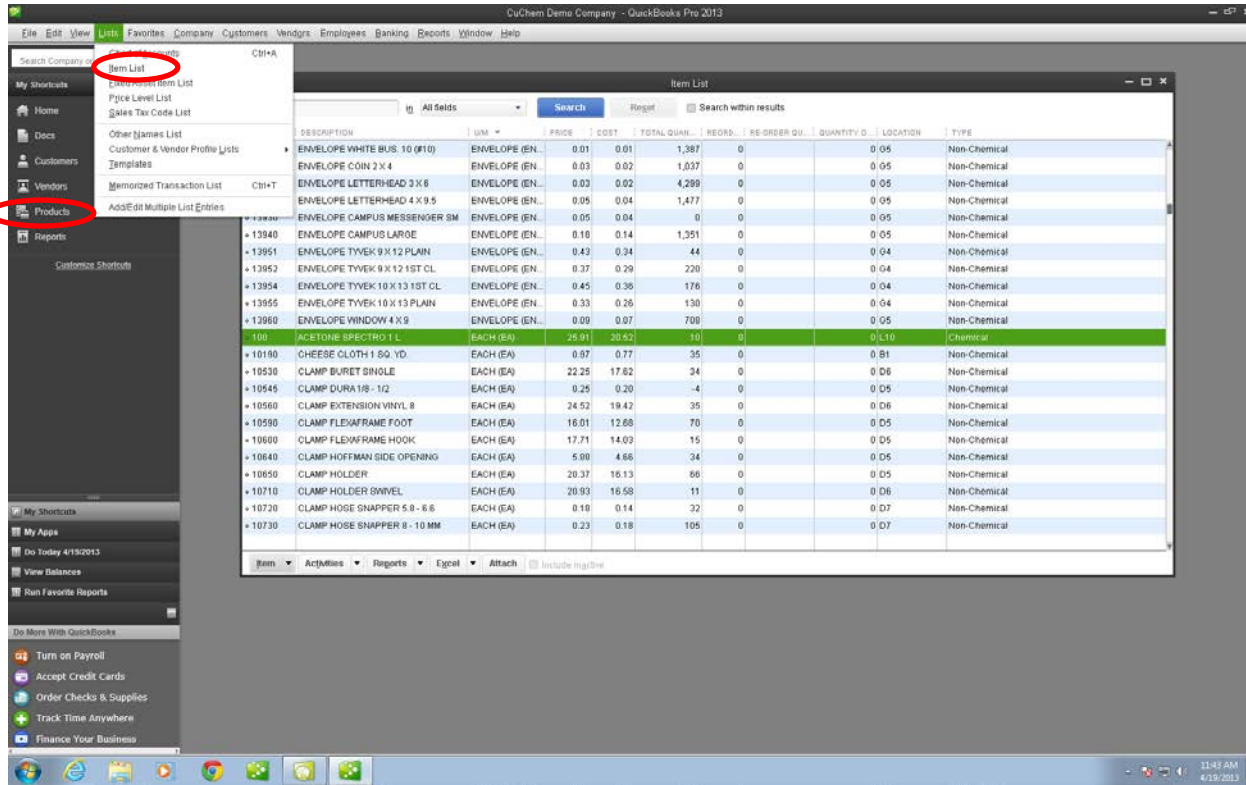 CuChem Demo Company - QuickBooks Pro 2013
File Edit View Lists Favorites Company Customers Vendors Employees Banking Reports Window Help
Search Company or
My Shortcuts
Home
Docs
Customers
Vendors
Products
Reports
Customize Shortcuts
Chart of Accounts Ctrl+A
Item List
Fixed Asset Item List
Price Level List
Sales Tax Code List
Other Names List
Customer & Vendor Profile Lists
Templates
Memorized Transaction List Ctrl+T
Add/Edit Multiple List Entries
Item List
in All fields Search Reset Search within results
DESCRIPTION U/M PRICE COST TOTAL QUAN... REORD... RE-ORDER QU... QUANTITY O... LOCATION TYPE
ENVELOPE WHITE BUS. 10 (#10) ENVELOPE (EN... 0.01 0.01 1,387 0 0 G5 Non-Chemical
ENVELOPE COIN 2 X 4 ENVELOPE (EN... 0.03 0.02 1,037 0 0 G5 Non-Chemical
ENVELOPE LETTERHEAD 3 X 6 ENVELOPE (EN... 0.03 0.02 4,299 0 0 G5 Non-Chemical
ENVELOPE LETTERHEAD 4 X 9.5 ENVELOPE (EN... 0.05 0.04 1,477 0 0 G5 Non-Chemical
13930 ENVELOPE CAMPUS MESSENGER SM ENVELOPE (EN... 0.05 0.04 0 0 0 G5 Non-Chemical
13940 ENVELOPE CAMPUS LARGE ENVELOPE (EN... 0.18 0.14 1,351 0 0 G5 Non-Chemical
13951 ENVELOPE TYVEK 9 X 12 PLAIN ENVELOPE (EN... 0.43 0.34 44 0 0 G4 Non-Chemical
13952 ENVELOPE TYVEK 9 X 12 1ST CL ENVELOPE (EN... 0.37 0.29 220 0 0 G4 Non-Chemical
13954 ENVELOPE TYVEK 10 X 13 1ST CL ENVELOPE (EN... 0.45 0.36 176 0 0 G4 Non-Chemical
13955 ENVELOPE TYVEK 10 X 13 PLAIN ENVELOPE (EN... 0.33 0.26 130 0 0 G4 Non-Chemical
13960 ENVELOPE WINDOW 4 X 9 ENVELOPE (EN... 0.09 0.07 708 0 0 G5 Non-Chemical
100 ACETONE SPECTRO 1 L EACH (EA) 25.91 20.52 10 0 0 L10 Chemical
10190 CHEESE CLOTH 1 SQ. YD. EACH (EA) 0.97 0.77 35 0 0 B1 Non-Chemical
10530 CLAMP BURET SINGLE EACH (EA) 22.25 17.62 34 0 0 D6 Non-Chemical
10545 CLAMP DURA 1/8 - 1/2 EACH (EA) 0.25 0.20 -4 0 0 D5 Non-Chemical
10560 CLAMP EXTENSION VINYL 8 EACH (EA) 24.52 19.42 35 0 0 D6 Non-Chemical
10590 CLAMP FLEXAFRAME FOOT EACH (EA) 16.01 12.68 70 0 0 D5 Non-Chemical
10600 CLAMP FLEXAFRAME HOOK EACH (EA) 17.71 14.03 15 0 0 D5 Non-Chemical
10640 CLAMP HOFFMAN SIDE OPENING EACH (EA) 4.66 34 0 0 D5 Non-Chemical
10650 CLAMP HOLDER EACH (EA) 20.37 16.13 66 0 0 D5 Non-Chemical
10710 CLAMP HOLDER SWIVEL EACH (EA) 20.93 16.58 11 0 0 D6 Non-Chemical
10720 CLAMP HOSE SNAPPER 5.8 - 6.6 EACH (EA) 0.18 0.14 32 0 0 D7 Non-Chemical
10730 CLAMP HOSE SNAPPER 8 - 10 MM EACH (EA) 0.23 0.18 105 0 0 D7 Non-Chemical
Item Activities Reports Excel Attach Include inactive
My Shortcuts
My Apps
Do Today 4/19/2013
View Balances
Run Favorite Reports
Do More With QuickBooks
Turn on Payroll
Accept Credit Cards
Order Checks & Supplies
Track Time Anywhere
Finance Your Business
11:43 AM
4/19/2013